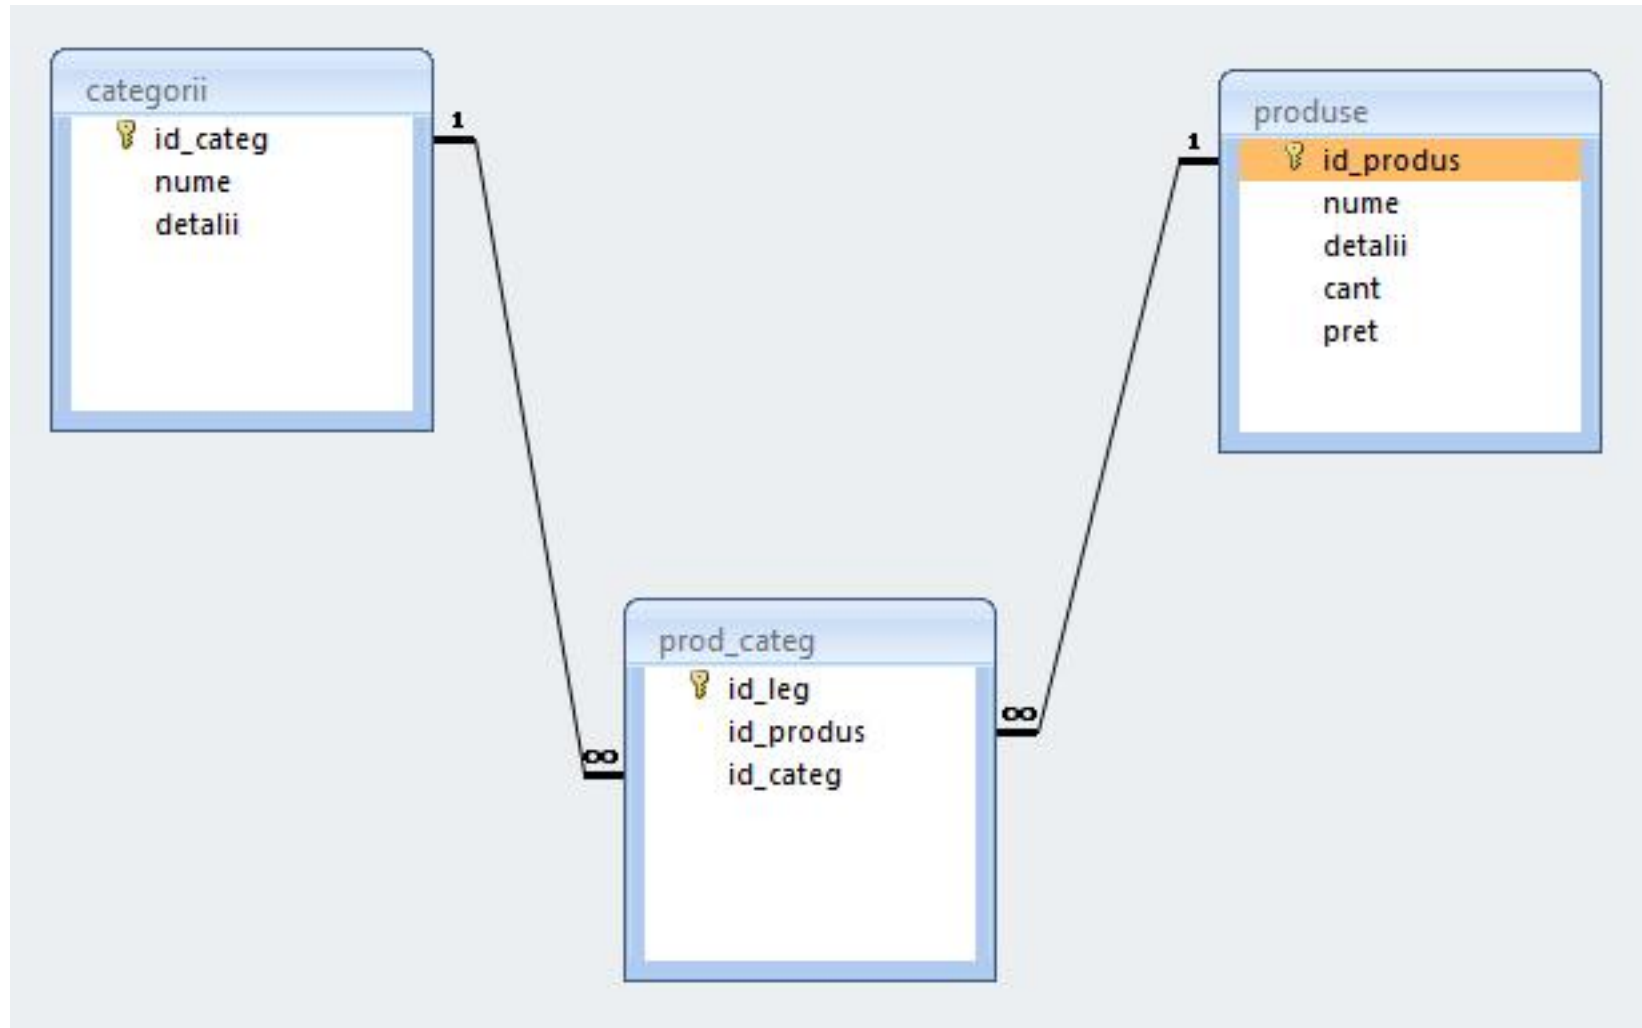 categorii
id_categ
nume
detalii
1
1
produse
id_produs
nume
detalii
cant
pret
prod_categ
id_leg
id_produs
id_categ
∞
∞